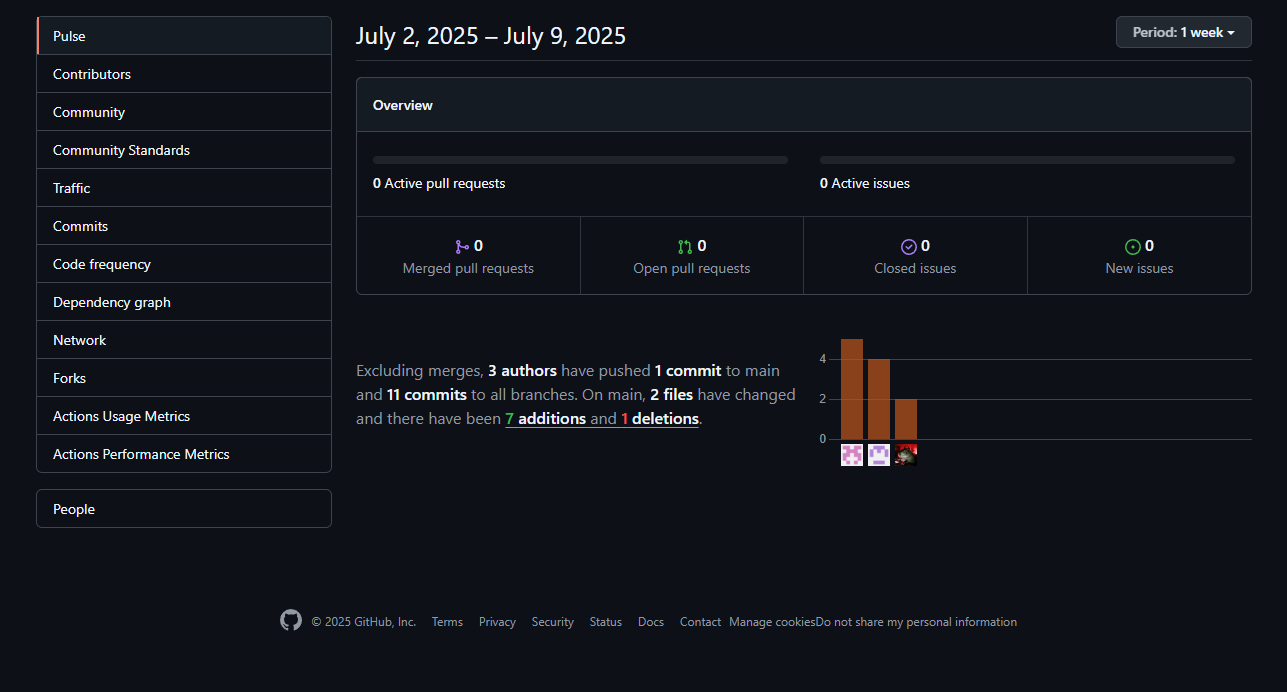 Pulse
Contributors
Community
Community Standards
Traffic
Commits
Code frequency
Dependency graph
Network
Forks
Actions Usage Metrics
Actions Performance Metrics
People
July 2, 2025 – July 9, 2025
Period: 1 week
Overview
0 Active pull requests
0 Active issues
0
Merged pull requests
0
Open pull requests
0
Closed issues
0
New issues
Excluding merges, 3 authors have pushed 1 commit to main
and 11 commits to all branches. On main, 2 files have changed
and there have been 7 additions and 1 deletions.
4
2
0
© 2025 GitHub, Inc. Terms Privacy Security Status Docs Contact Manage cookiesDo not share my personal information